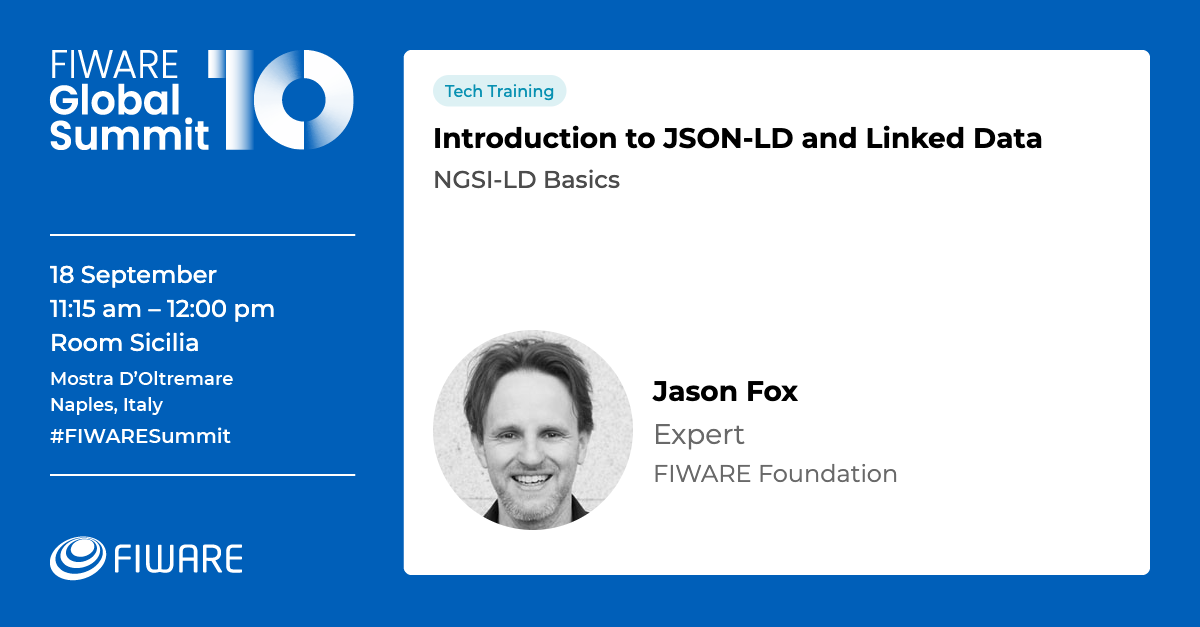 FIWARE
Global
Summit 10
18 September
11:15 am – 12:00 pm
Room Sicilia
Mostra D’Oltremare
Naples, Italy
#FIWARESummit
FIWARE
Tech Training
Introduction to JSON-LD and Linked Data
NGSI-LD Basics
Jason Fox
Expert
FIWARE Foundation